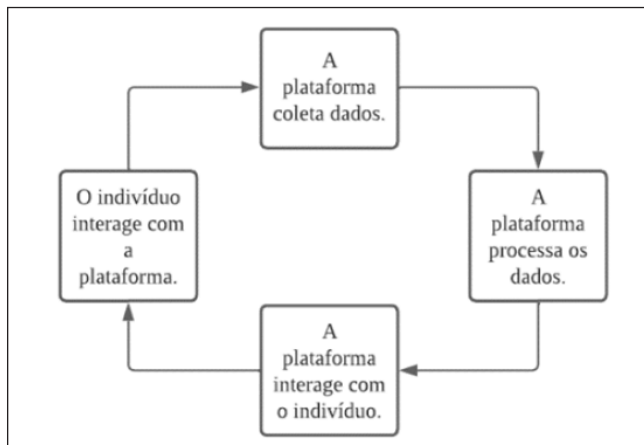 A
plataforma
coleta dados.
O indivíduo
interage com
a
plataforma.
A
plataforma
processa os
dados.
A
plataforma
interage com
o indivíduo.